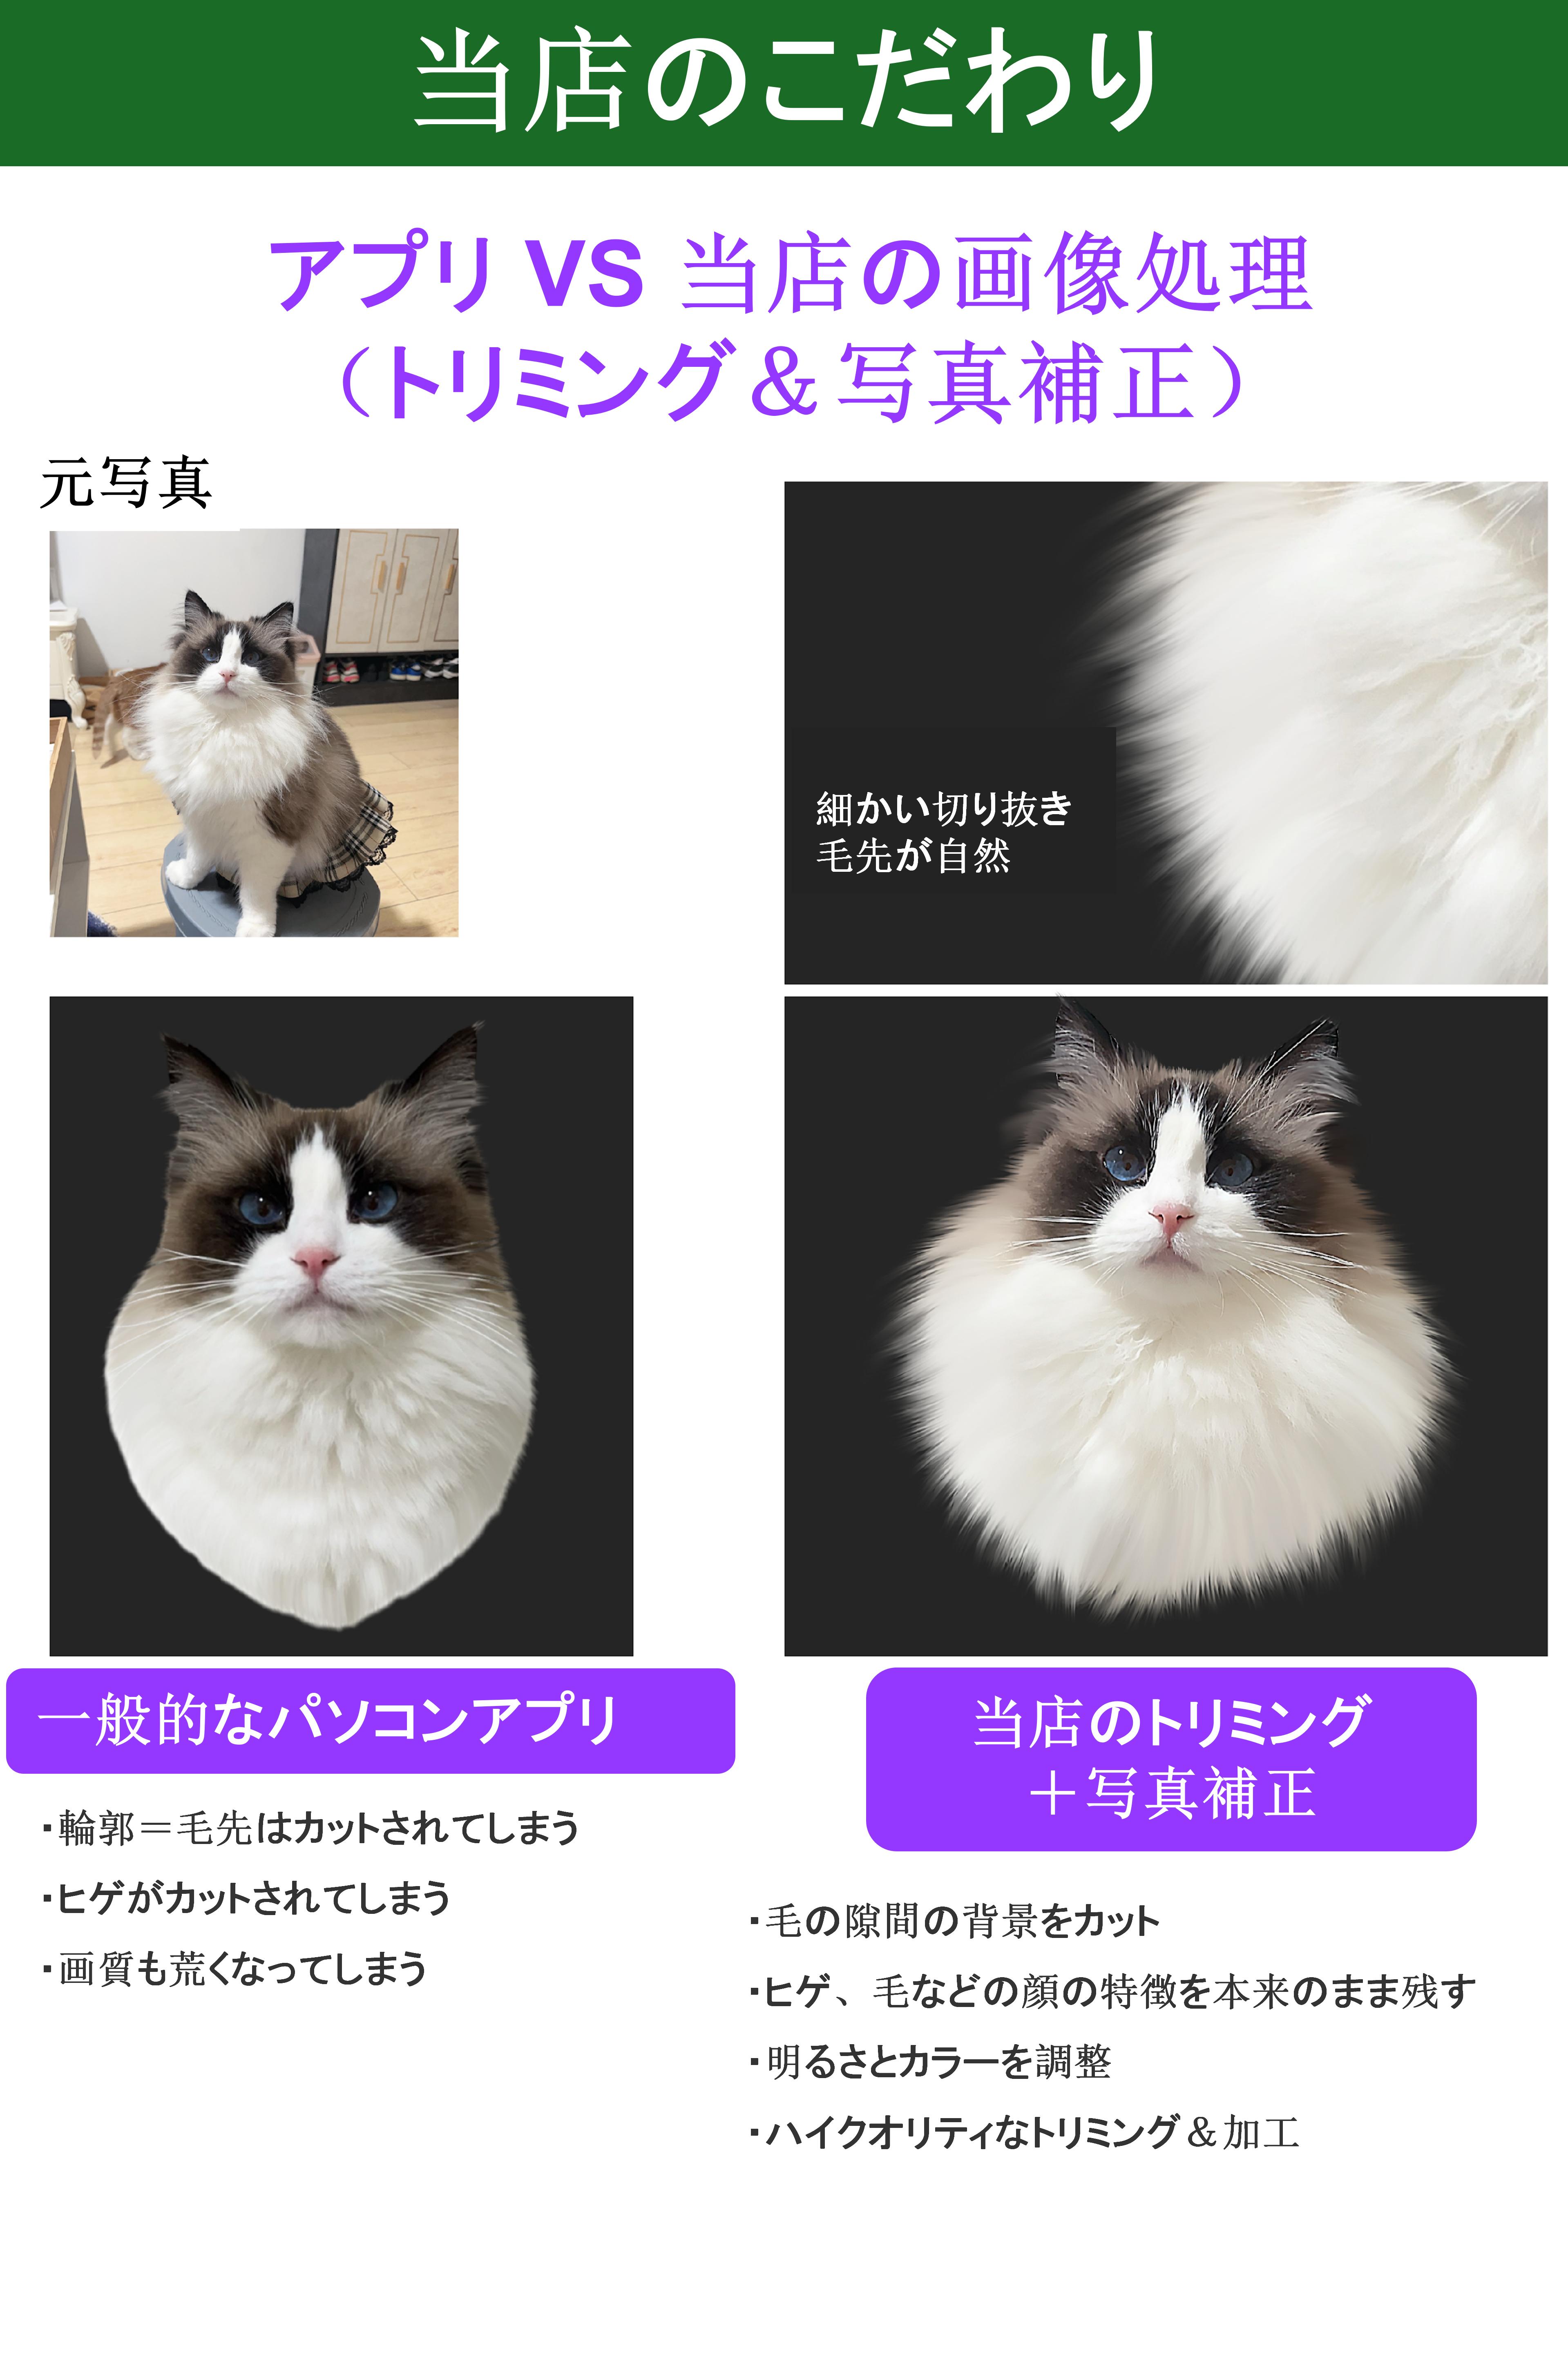 当店のこだわり
アプリ VS 当店の画像処理
（トリミング＆写真補正）
元写真
細かい切り抜き
毛先が自然
一般的なパソコンアプリ
・輪郭＝毛先はカットされてしまう
・ヒゲがカットされてしまう
・画質も荒くなってしまう
当店のトリミング
＋写真補正
・毛の隙間の背景をカット
・ヒゲ、毛などの顔の特徴を本来のまま残す
・明るさとカラーを調整
・ハイクオリティなトリミング＆加工